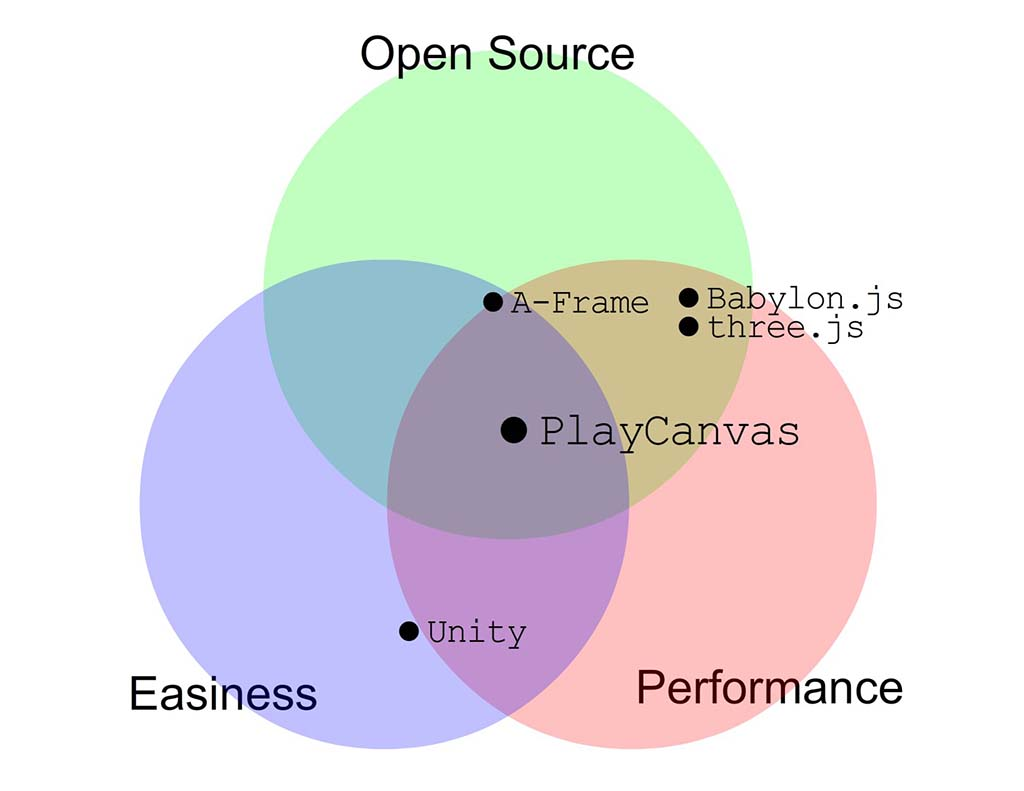 Open Source
A-Frame
Babylon.js
three.js
PlayCanvas
Unity
Easiness
Performance